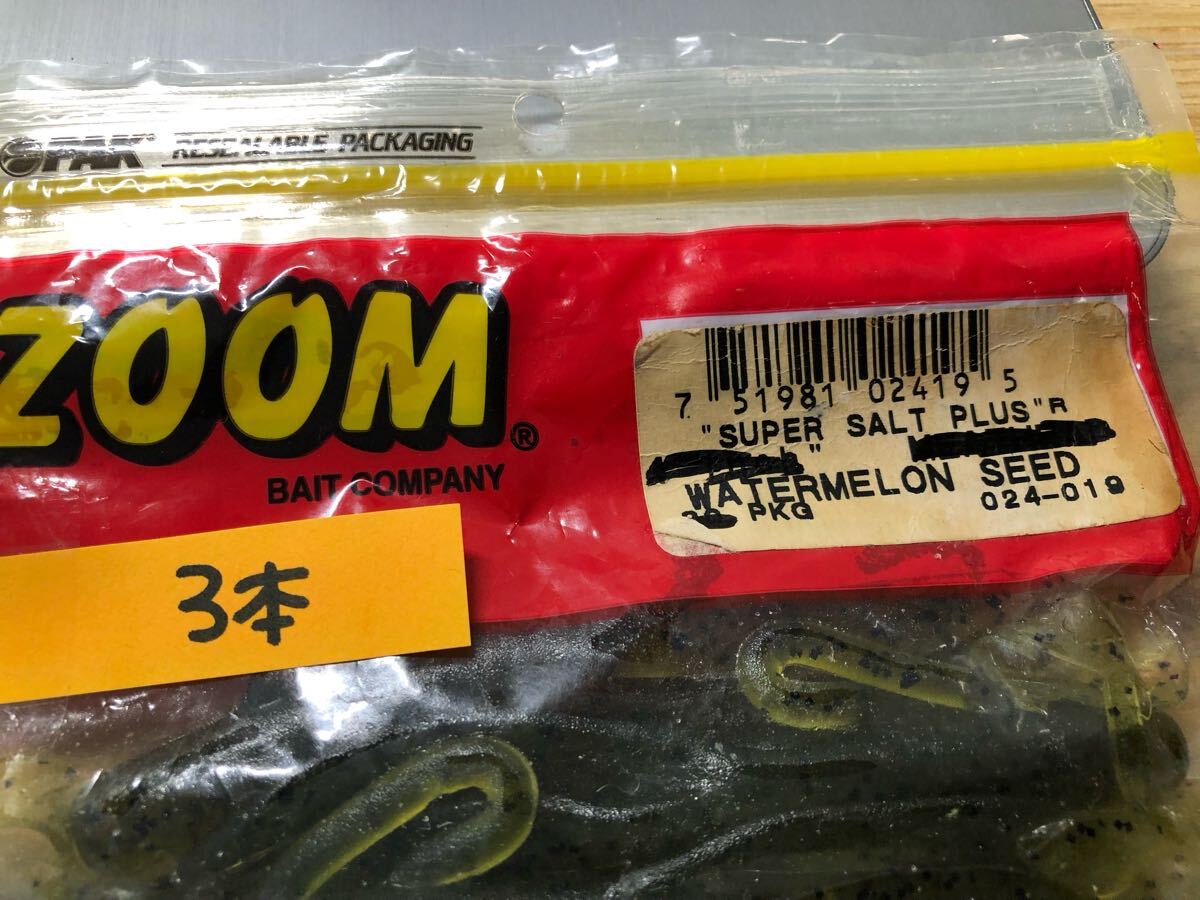 RESEALABLE PACKAGING
ZOOM®
BAIT COMPANY
7 51981 02419 5
"SUPER SALT PLUS"R
"
WATERMELON SEED
PKG 024-019
3本